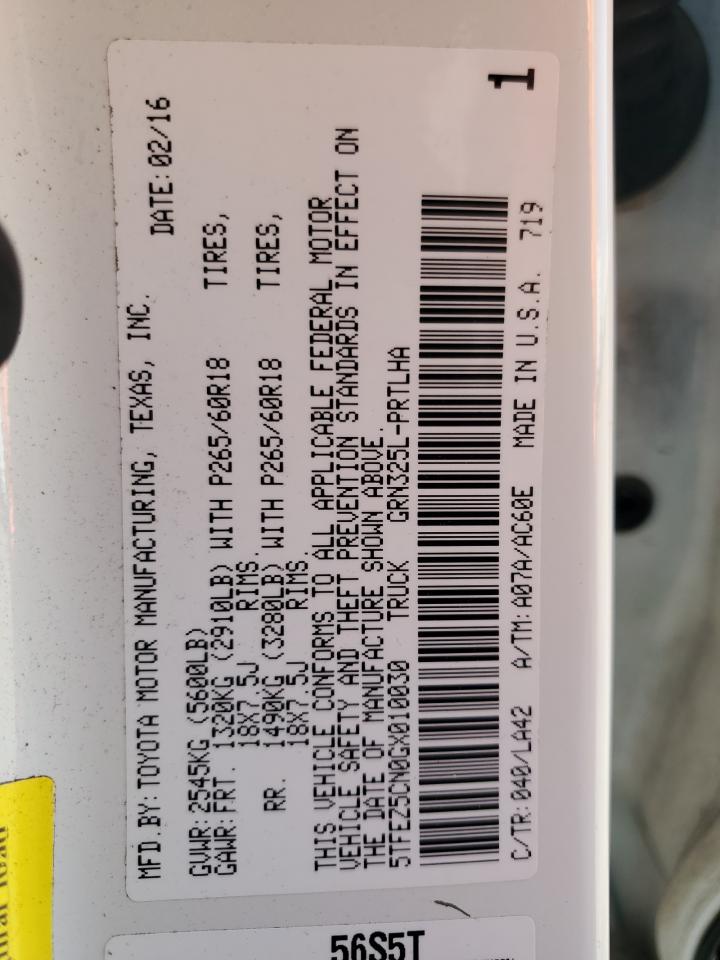 MFD.BY:TOYOTA MOTOR MANUFACTURING, TEXAS, INC. DATE:02/16
GVWR:2545KG (5600LB)
GAWR:FRT. 1320KG (2910LB) WITH P265/60R18 TIRES,
18X7.5J RIMS.
RR. 1490KG (3280LB) WITH P265/60R18 TIRES,
18X7.5J RIMS.
THIS VEHICLE CONFORMS TO ALL APPLICABLE FEDERAL MOTOR
VEHICLE SAFETY AND THEFT PREVENTION STANDARDS IN EFFECT ON
THE DATE OF MANUFACTURE SHOWN ABOVE.
5TFEZ5CN0GX010030 TRUCK GRN325L-PRTLHA
C/TR:040/LA42 A/TM:A07A/AC60E MADE IN U.S.A. 719
1
56S5T